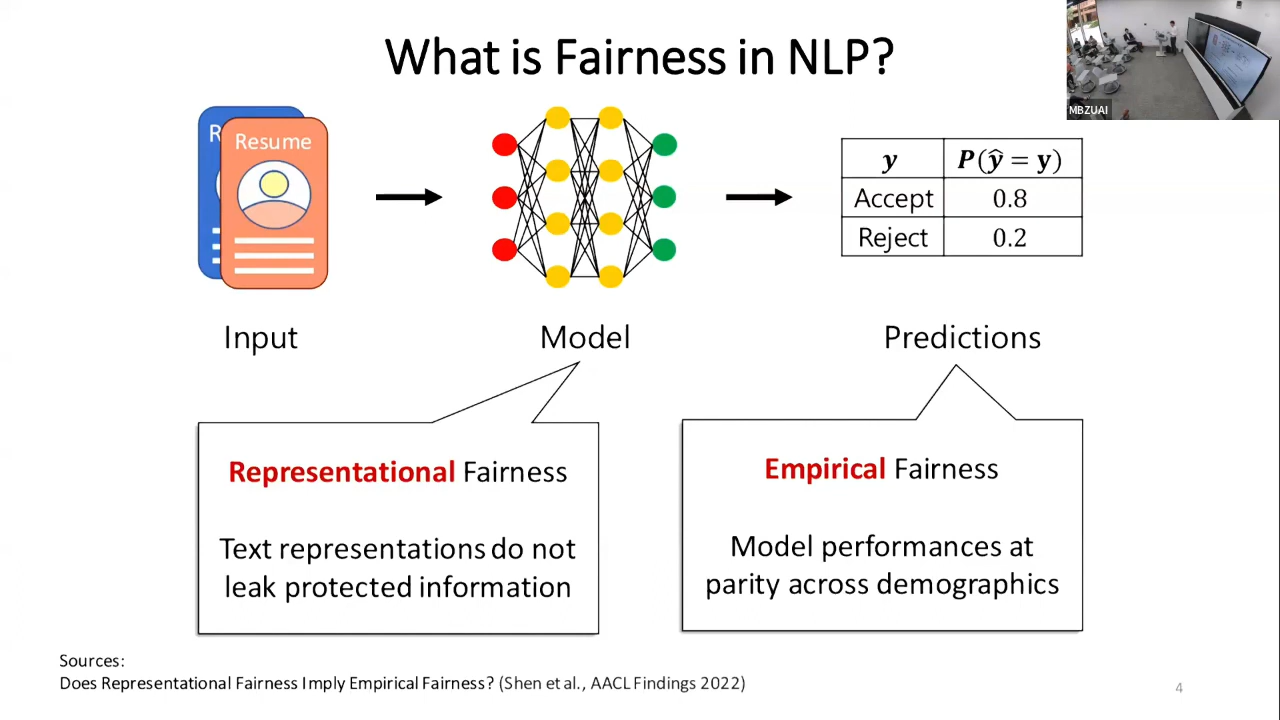 What is Fairness in NLP?
MBZUAI
R
Resume
y P(ŷ = y)
Accept 0.8
Reject 0.2
Input
Model
Predictions
Representational Fairness
Text representations do not
leak protected information
Empirical Fairness
Model performances at
parity across demographics
Sources:
Does Representational Fairness Imply Empirical Fairness? (Shen et al., AACL Findings 2022)
4